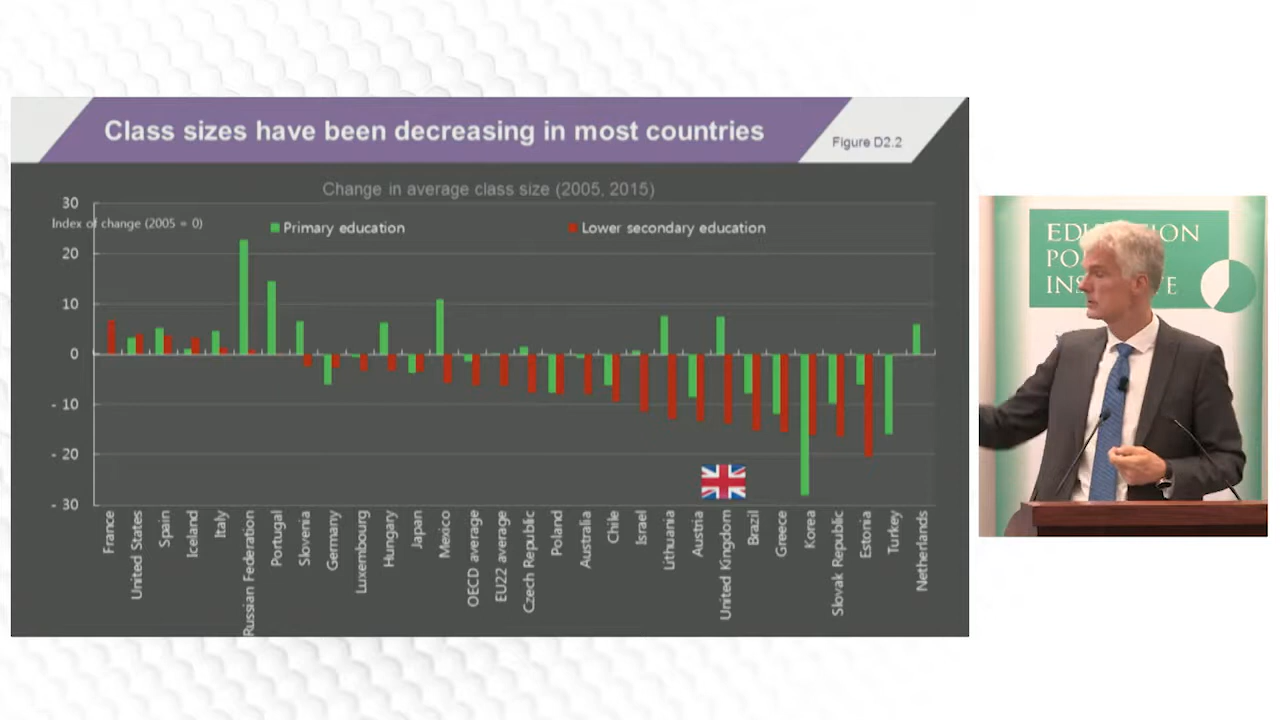 Class sizes have been decreasing in most countries
Figure D2.2
Change in average class size (2005, 2015)
30
Index of change (2005 = 0)
Primary education
Lower secondary education
20
10
0
- 10
- 20
- 30
France
United States
Spain
Iceland
Italy
Russian Federation
Portugal
Slovenia
Germany
Luxembourg
Hungary
Japan
Mexico
OECD average
EU22 average
Czech Republic
Poland
Australia
Chile
Israel
Lithuania
Austria
United Kingdom
Brazil
Greece
Korea
Slovak Republic
Estonia
Turkey
Netherlands